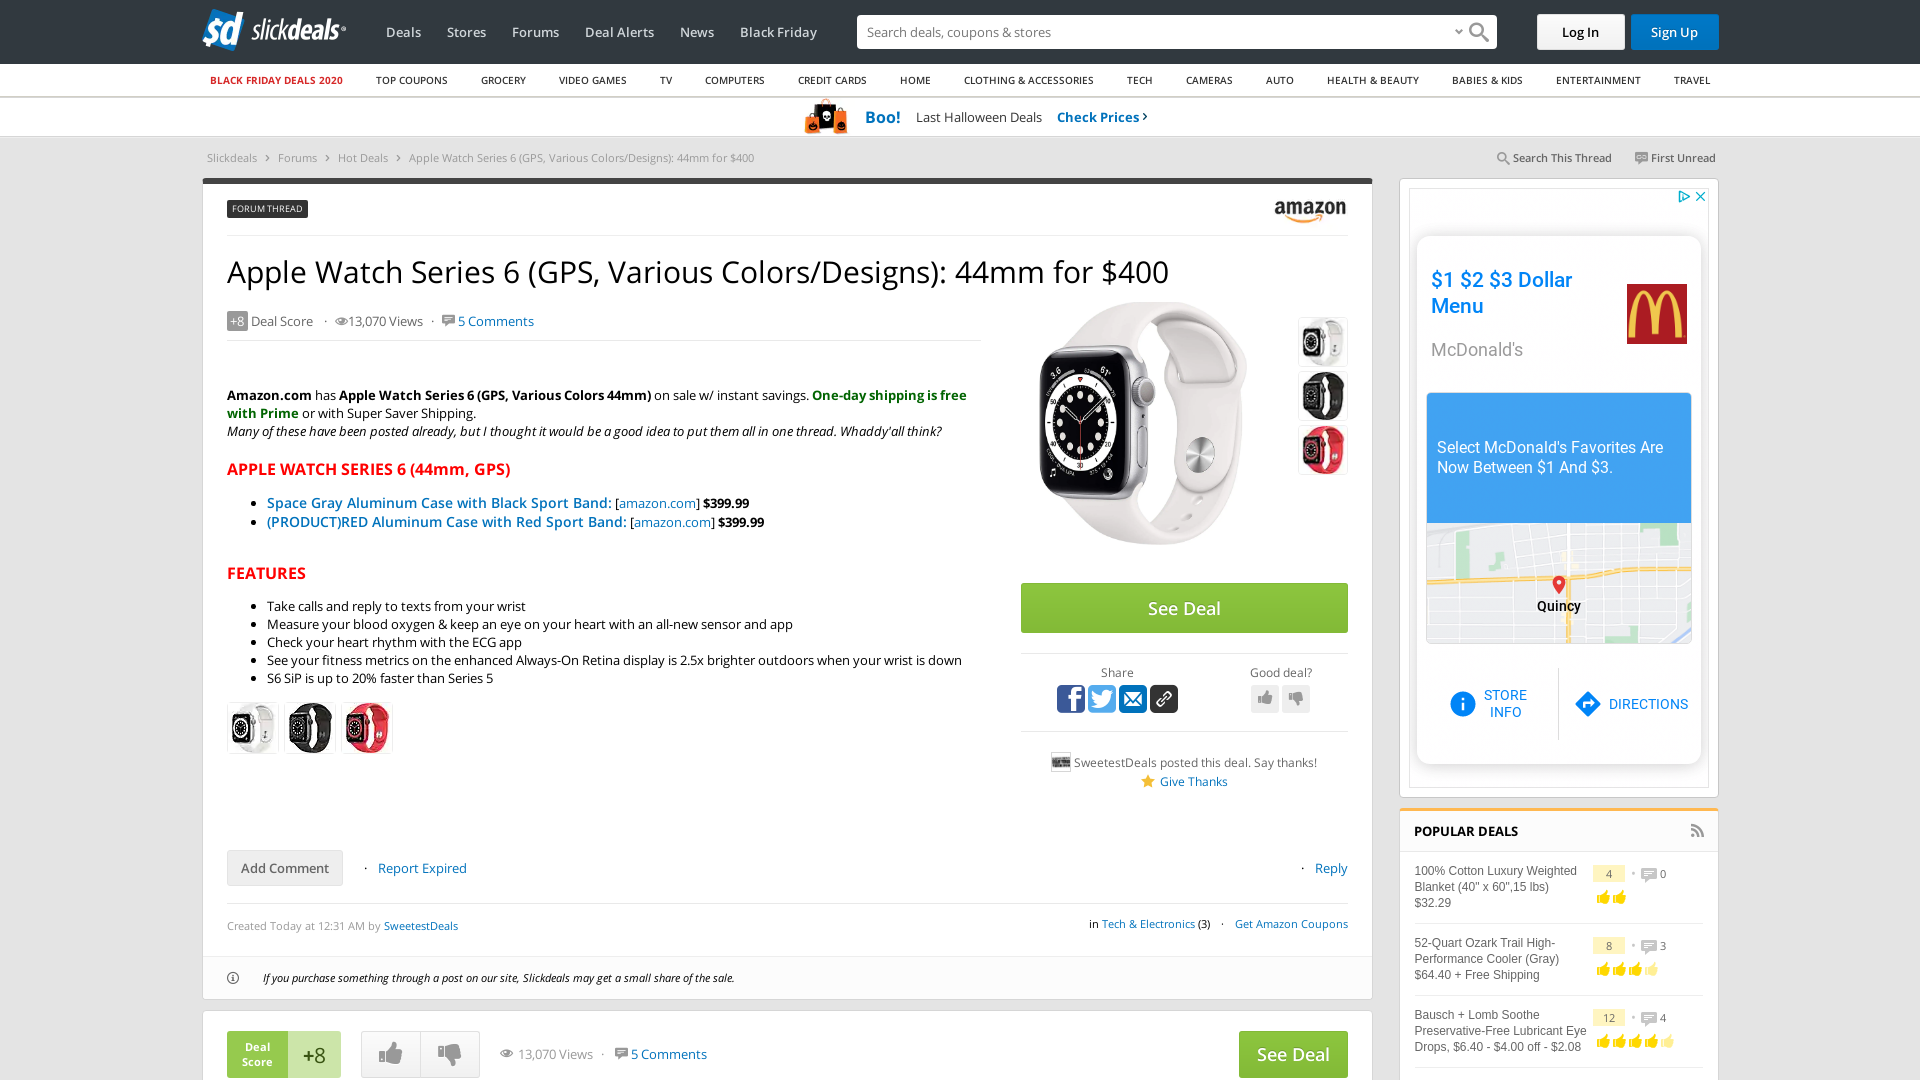 slickdeals
Deals Stores Forums Deal Alerts News Black Friday
Search deals, coupons & stores
Log In
Sign Up
BLACK FRIDAY DEALS 2020 TOP COUPONS GROCERY VIDEO GAMES TV COMPUTERS CREDIT CARDS HOME CLOTHING & ACCESSORIES TECH CAMERAS AUTO HEALTH & BEAUTY BABIES & KIDS ENTERTAINMENT TRAVEL
Boo! Last Halloween Deals Check Prices ›
Slickdeals › Forums › Hot Deals › Apple Watch Series 6 (GPS, Various Colors/Designs): 44mm for $400
Search This Thread First Unread
FORUM THREAD
amazon
Apple Watch Series 6 (GPS, Various Colors/Designs): 44mm for $400
+8 Deal Score · 13,070 Views · 5 Comments
Amazon.com has Apple Watch Series 6 (GPS, Various Colors 44mm) on sale w/ instant savings. One-day shipping is free
with Prime or with Super Saver Shipping.
Many of these have been posted already, but I thought it would be a good idea to put them all in one thread. Whaddy'all think?
APPLE WATCH SERIES 6 (44mm, GPS)
• Space Gray Aluminum Case with Black Sport Band: [amazon.com] $399.99
• (PRODUCT)RED Aluminum Case with Red Sport Band: [amazon.com] $399.99
FEATURES
• Take calls and reply to texts from your wrist
• Measure your blood oxygen & keep an eye on your heart with an all-new sensor and app
• Check your heart rhythm with the ECG app
• See your fitness metrics on the enhanced Always-On Retina display is 2.5x brighter outdoors when your wrist is down
• S6 SiP is up to 20% faster than Series 5
See Deal
Share
Good deal?
SweetestDeals posted this deal. Say thanks!
Give Thanks
Add Comment · Report Expired
· Reply
Created Today at 12:31 AM by SweetestDeals
in Tech & Electronics (3) · Get Amazon Coupons
If you purchase something through a post on our site, Slickdeals may get a small share of the sale.
Deal
Score
+8
13,070 Views · 5 Comments
See Deal
$1 $2 $3 Dollar
Menu
McDonald's
Select McDonald's Favorites Are
Now Between $1 And $3.
Quincy
STORE
INFO
DIRECTIONS
POPULAR DEALS
100% Cotton Luxury Weighted
Blanket (40" x 60",15 lbs)
$32.29
4 • 0
52-Quart Ozark Trail High-
Performance Cooler (Gray)
$64.40 + Free Shipping
8 • 3
Bausch + Lomb Soothe
Preservative-Free Lubricant Eye
Drops, $6.40 - $4.00 off - $2.08
12 • 4